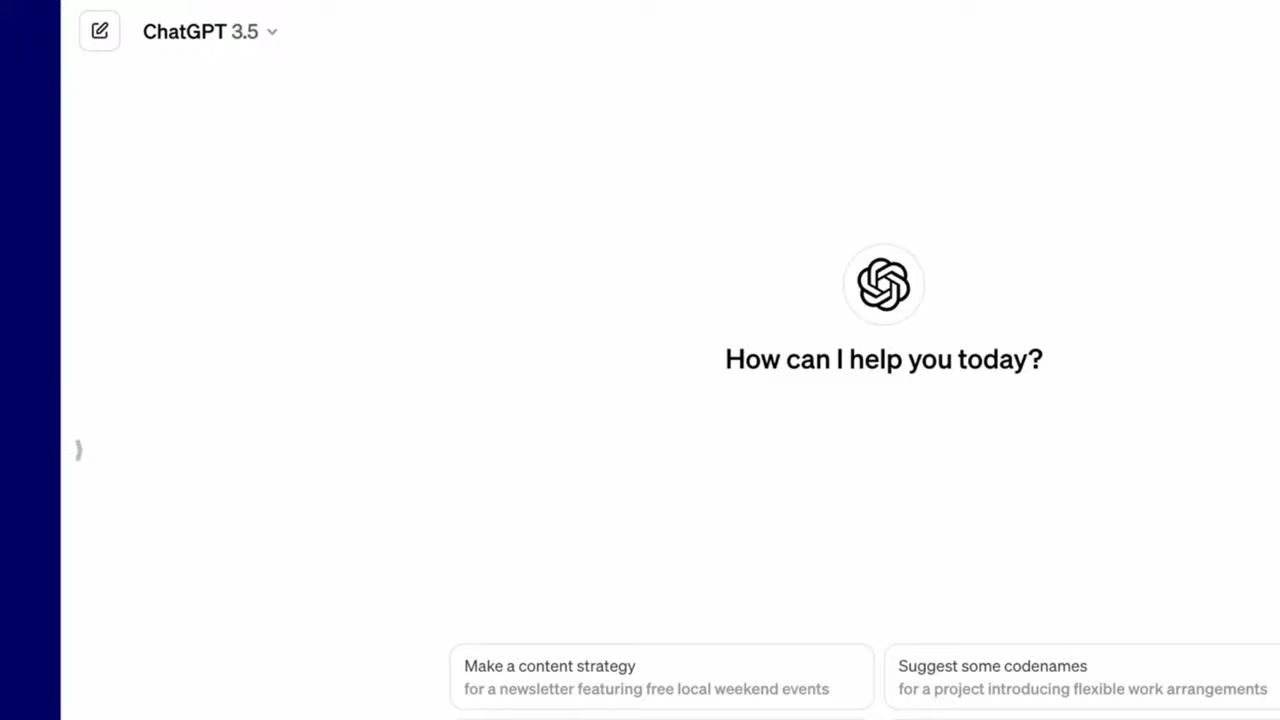 ChatGPT 3.5
How can I help you today?
Make a content strategy
for a newsletter featuring free local weekend events
Suggest some codenames
for a project introducing flexible work arrangements